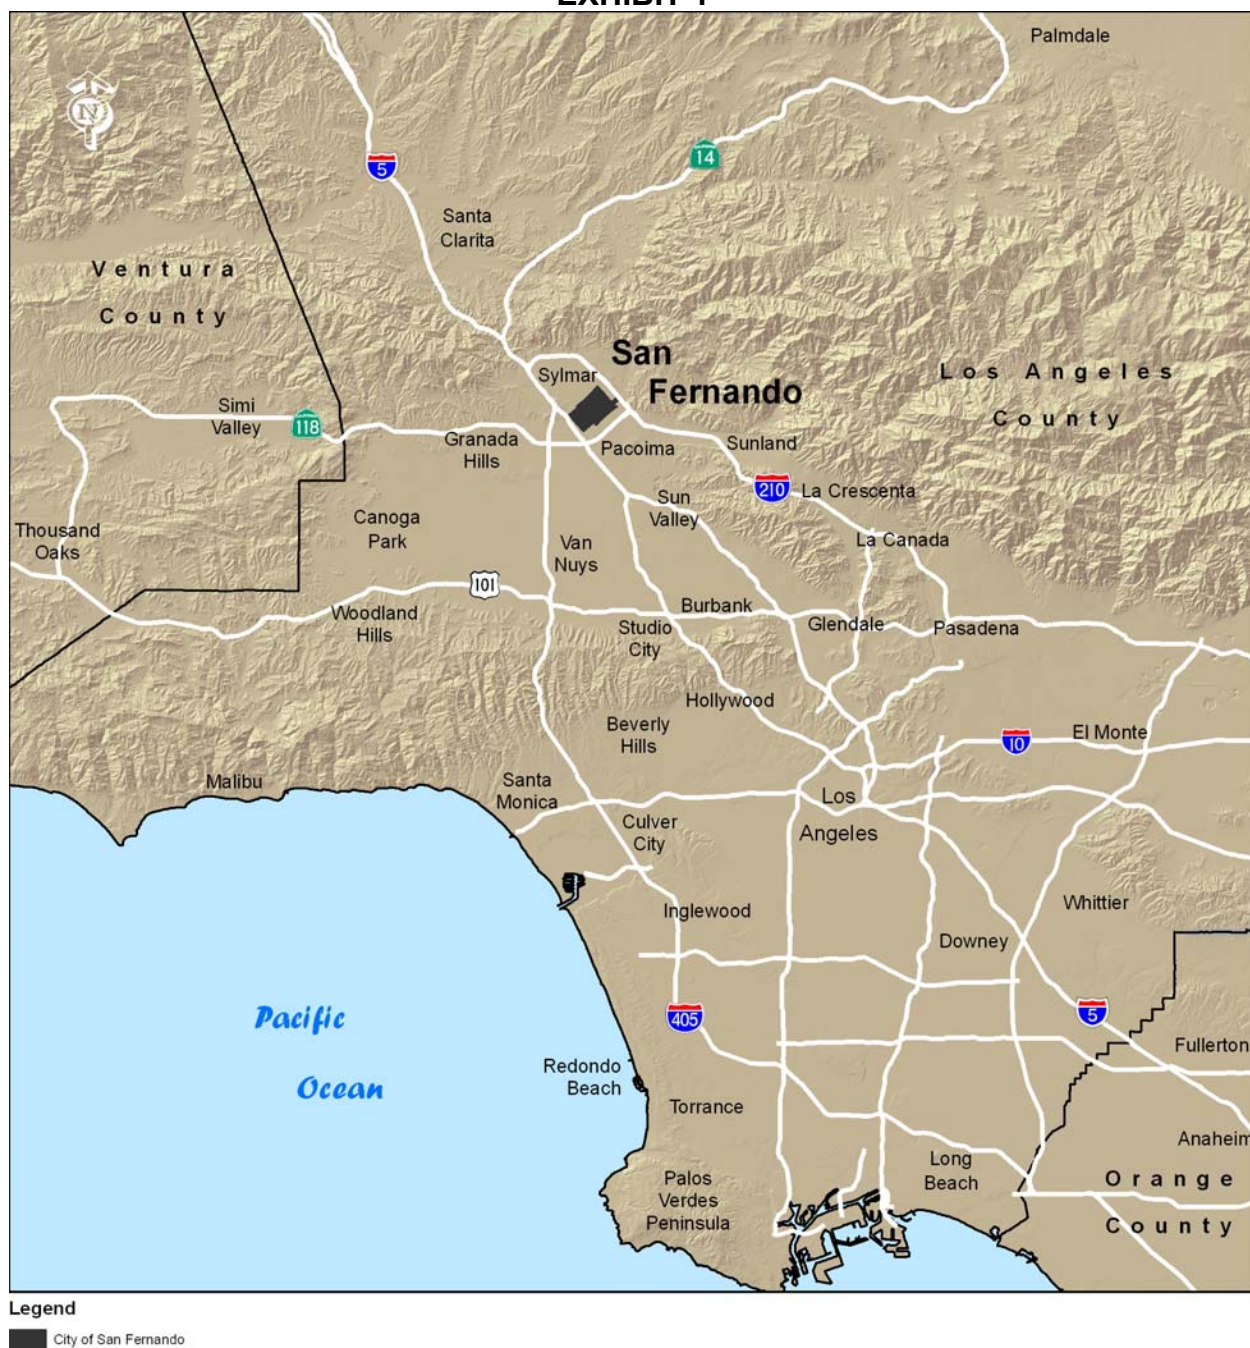 EXHIBIT 1
Palmdale
N
14
5
Santa
Clarita
Ventura
County
San
Fernando
Sylmar
Los Angeles
County
Simi
Valley
118
Granada
Hills
Pacoima
Sunland
210
La Crescenta
Sun
Valley
Canoga
Park
Thousand
Oaks
Van
Nuys
La Canada
101
Woodland
Hills
Burbank
Studio
City
Glendale
Pasadena
Hollywood
Beverly
Hills
10
El Monte
Malibu
Santa
Monica
Los
Angeles
Culver
City
Inglewood
Whittier
Downey
405
5
Pacific
Ocean
Fullerton
Redondo
Beach
Torrance
Anaheim
Long
Beach
Palos
Verdes
Peninsula
Orange
County
Legend
City of San Fernando